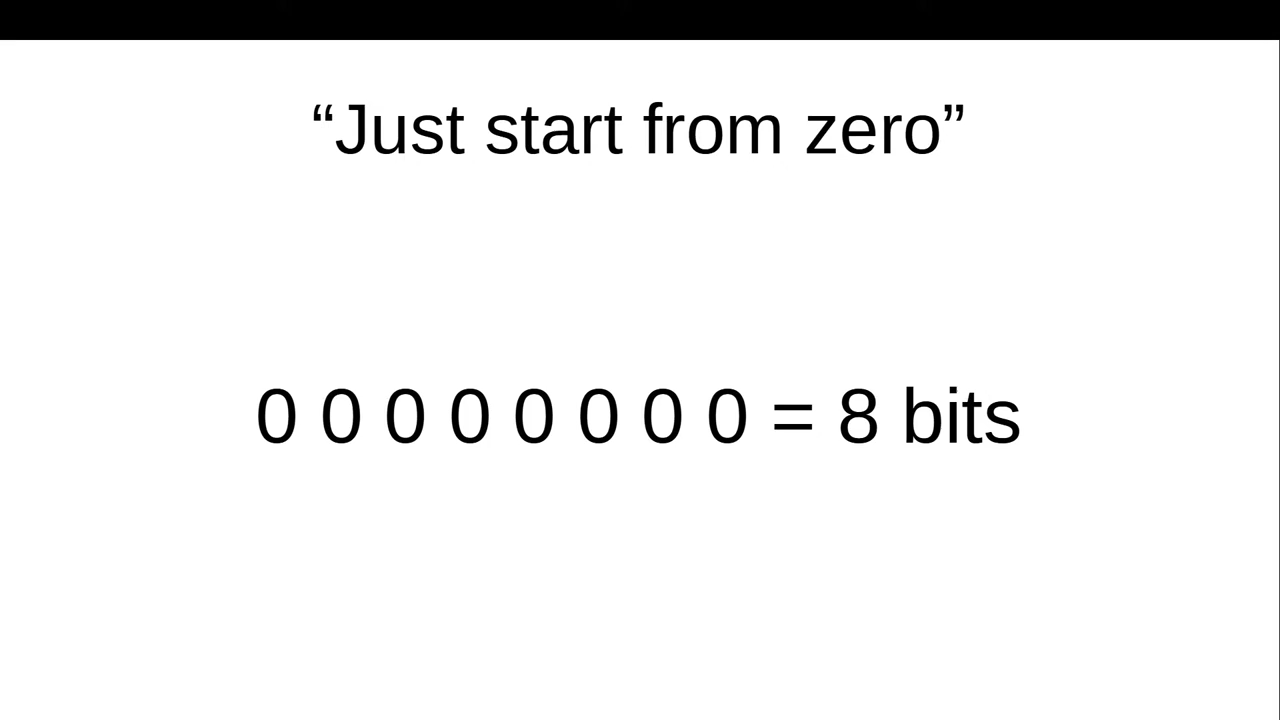 “Just start from zero”
0 0 0 0 0 0 0 0 = 8 bits